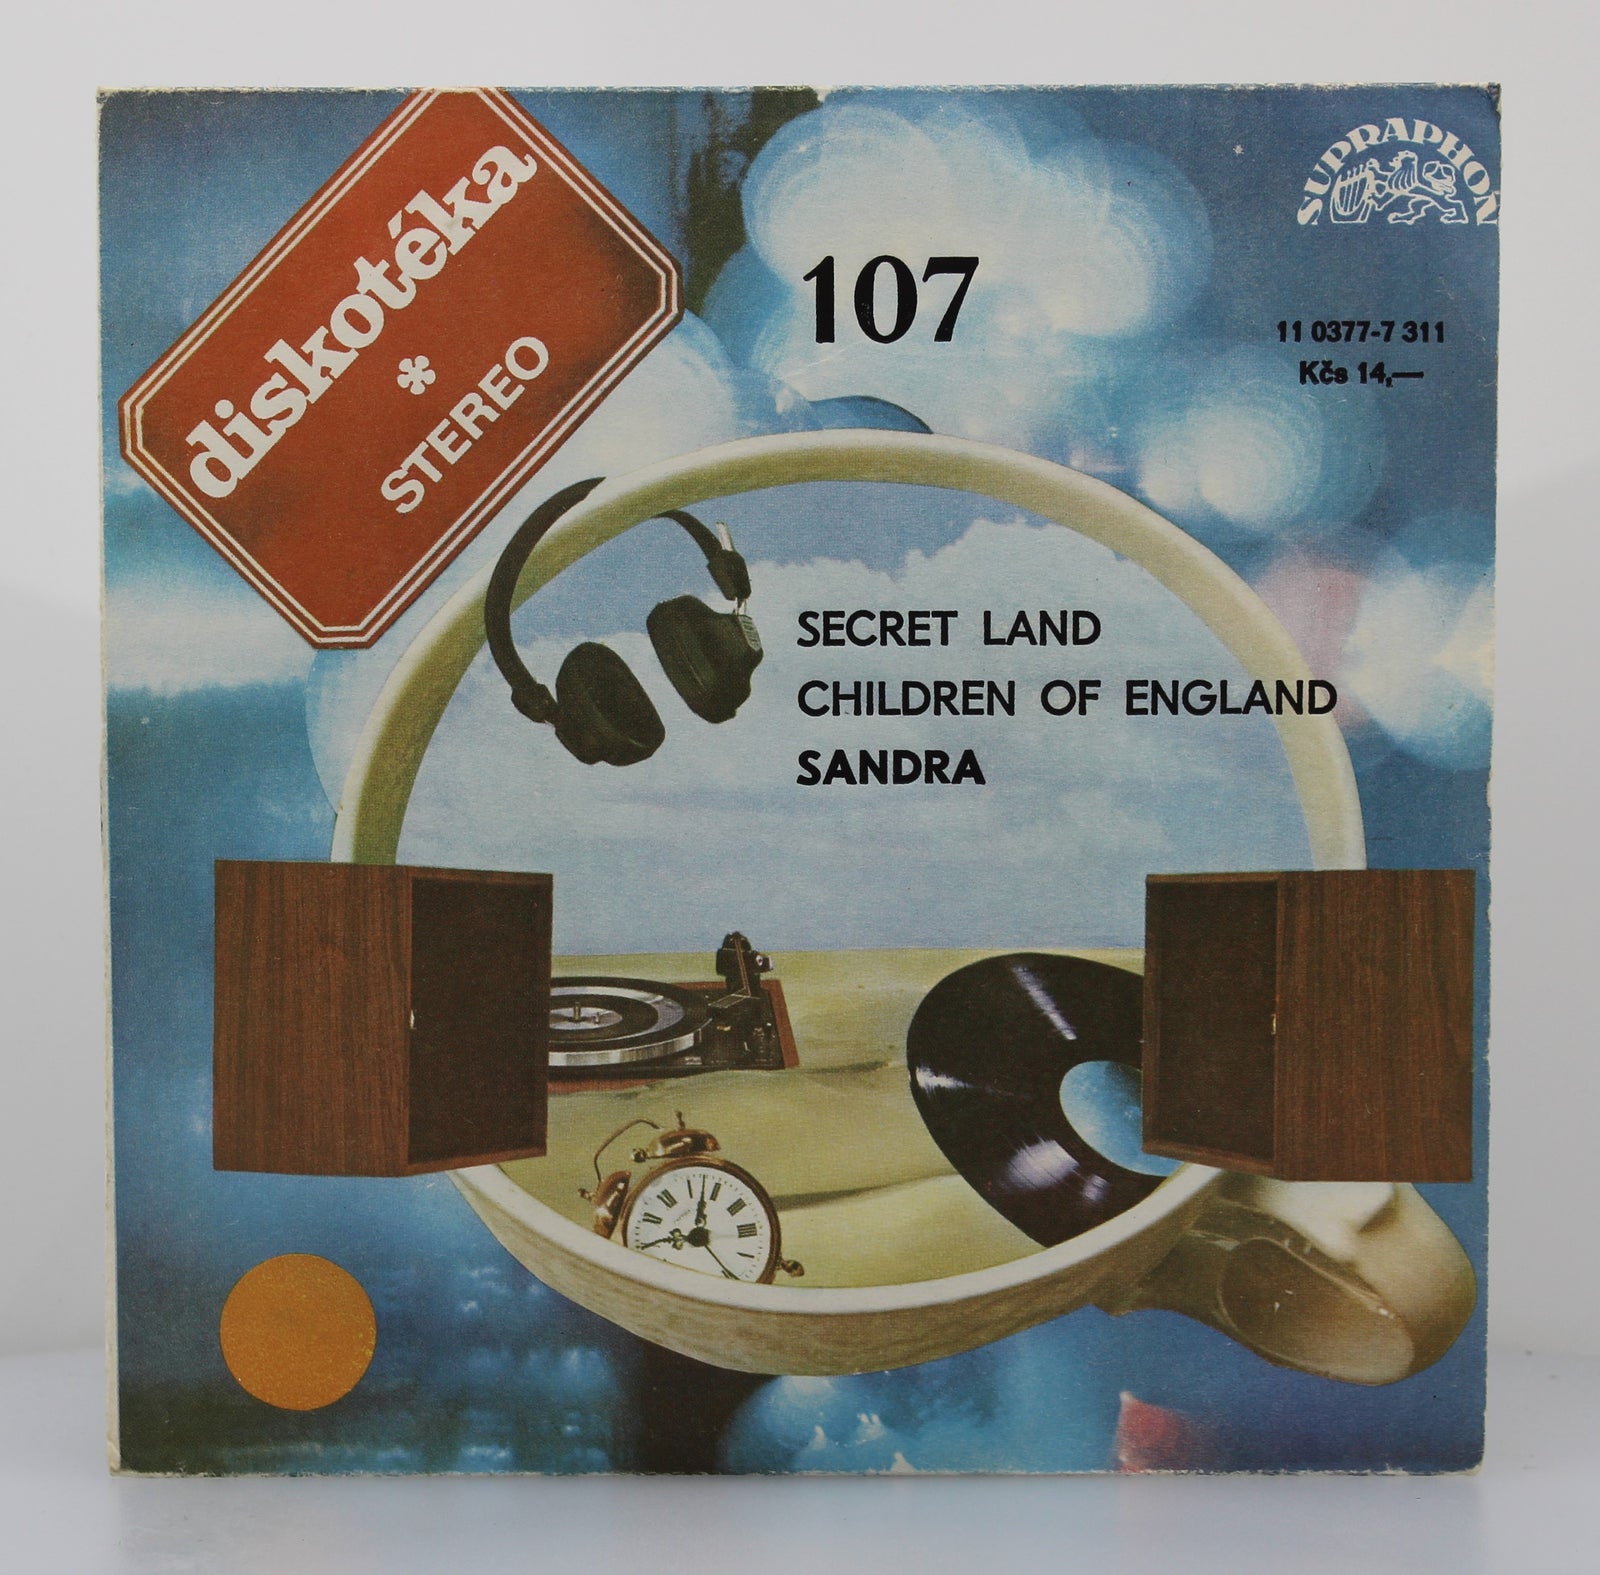 diskotéka
*
STEREO
SUPRAPHON
107
11 0377-7 311
Kčs 14,—
SECRET LAND
CHILDREN OF ENGLAND
SANDRA